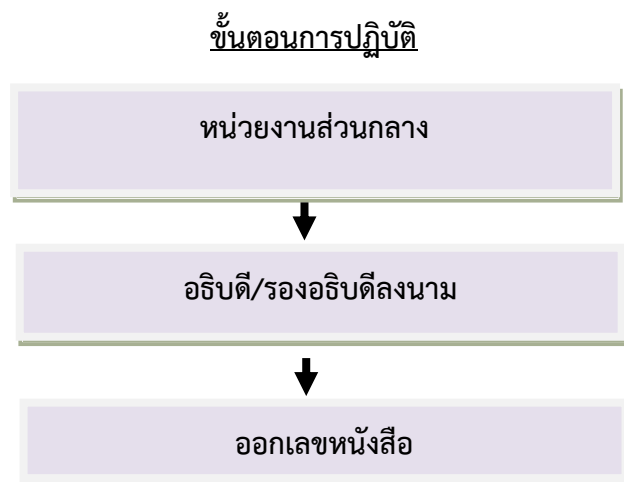 ขั้นตอนการปฏิบัติ
หน่วยงานส่วนกลาง
อธิบดี/รองอธิบดีลงนาม
ออกเลขหนังสือ